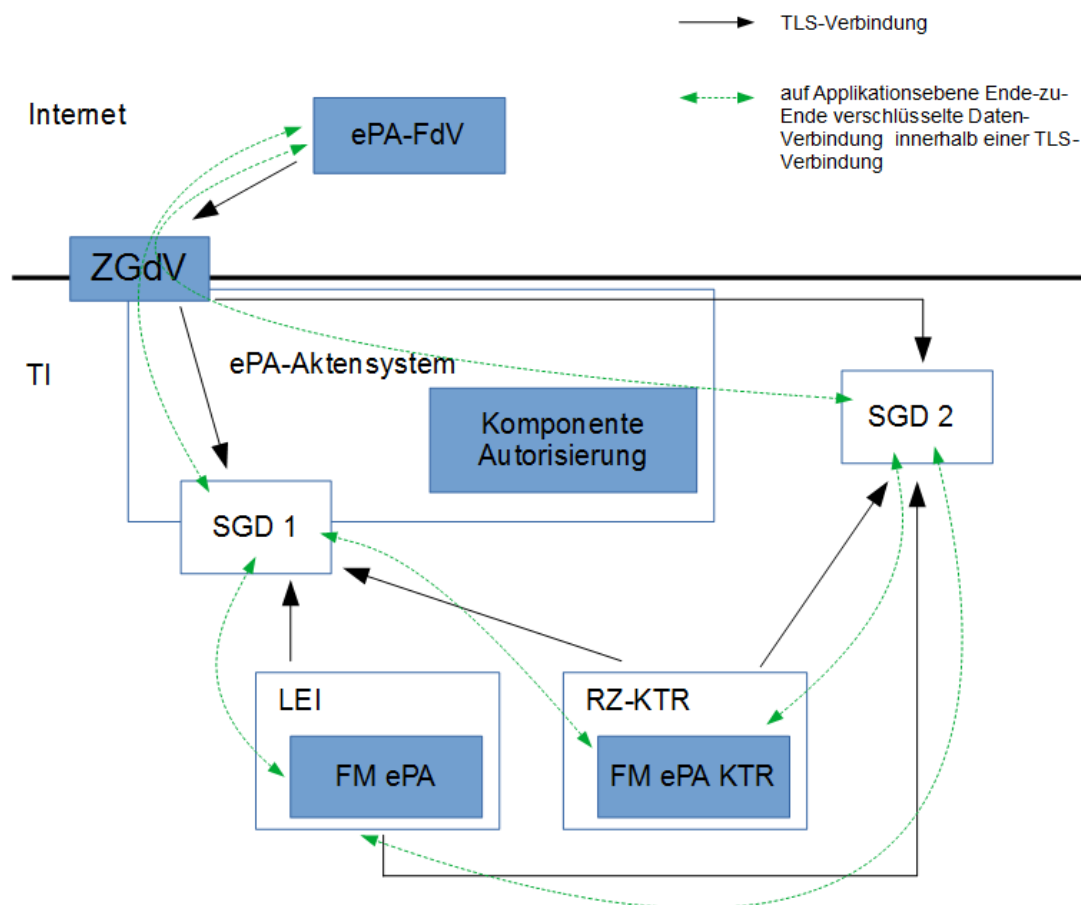 TLS-Verbindung
auf Applikationsebene Ende-zu-
Ende verschlüsselte Daten-
Verbindung innerhalb einer TLS-
Verbindung
Internet
ePA-FdV
ZGdV
TI
ePA-Aktensystem
Komponente
Autorisierung
SGD 2
SGD 1
LEI
FM ePA
RZ-KTR
FM ePA KTR